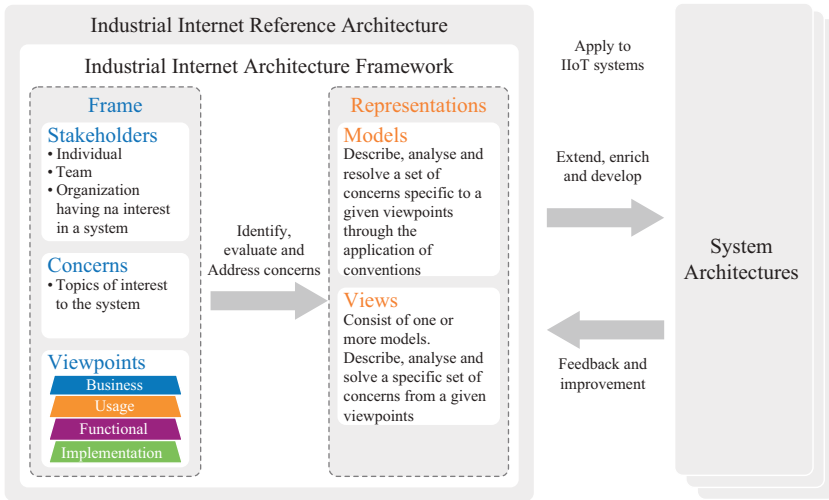 Industrial Internet Reference Architecture
Industrial Internet Architecture Framework
Frame
Stakeholders
• Individual
• Team
• Organization
having na interest
in a system
Concerns
• Topics of interest
to the system
Viewpoints
Business
Usage
Functional
Implementation
Identify,
evaluate and
Address concerns
Representations
Models
Describe, analyse and
resolve a set of
concerns specific to a
given viewpoints
through the
application of
conventions
Views
Consist of one or
more models.
Describe, analyse and
solve a specific set of
concerns from a given
viewpoints
Apply to
IIoT systems
Extend, enrich
and develop
Feedback and
improvement
System
Architectures